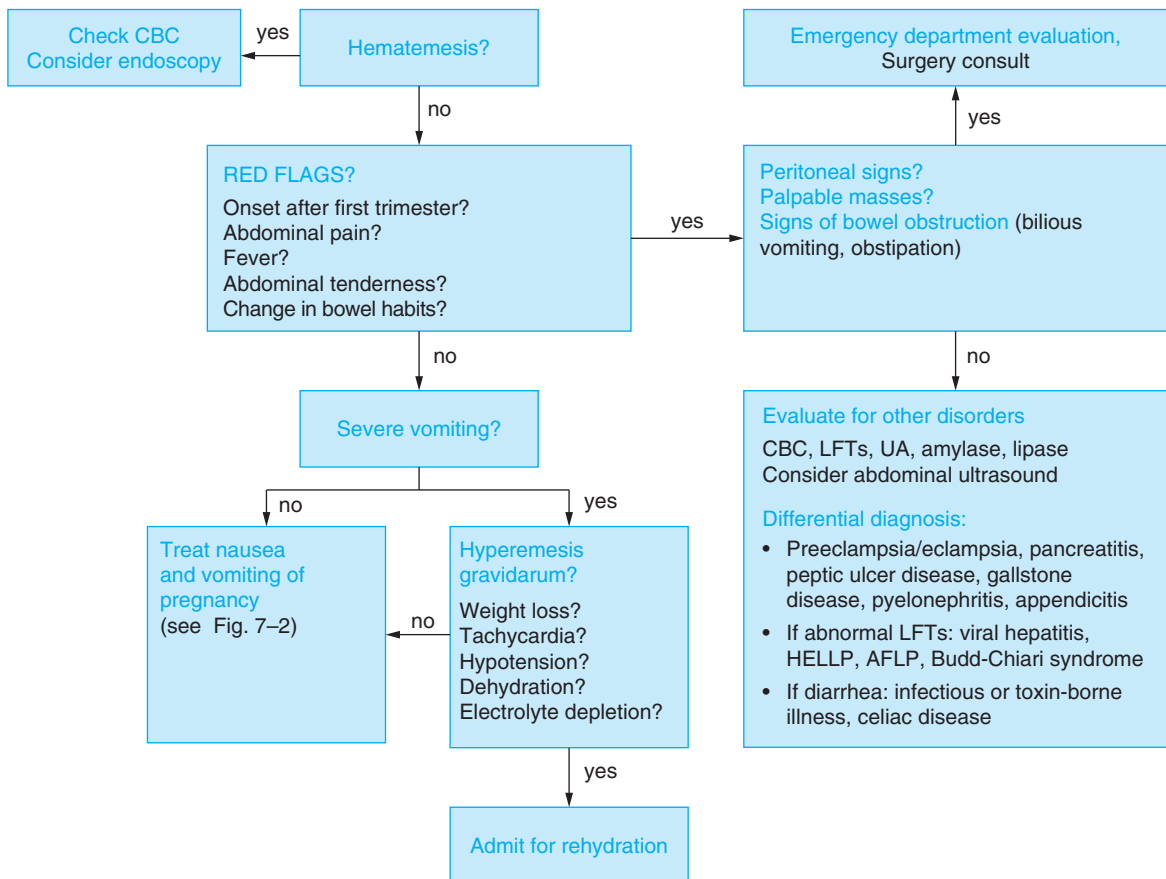 Check CBC
Consider endoscopy
yes
Hematemesis?
no
Emergency department evaluation,
Surgery consult
yes
RED FLAGS?
Onset after first trimester?
Abdominal pain?
Fever?
Abdominal tenderness?
Change in bowel habits?
yes
Peritoneal signs?
Palpable masses?
Signs of bowel obstruction (bilious
vomiting, obstipation)
no
no
Severe vomiting?
no
yes
Treat nausea
and vomiting of
pregnancy
(see Fig. 7–2)
no
Hyperemesis
gravidarum?
Weight loss?
Tachycardia?
Hypotension?
Dehydration?
Electrolyte depletion?
yes
Admit for rehydration
Evaluate for other disorders
CBC, LFTs, UA, amylase, lipase
Consider abdominal ultrasound
Differential diagnosis:
• Preeclampsia/eclampsia, pancreatitis,
peptic ulcer disease, gallstone
disease, pyelonephritis, appendicitis
• If abnormal LFTs: viral hepatitis,
HELLP, AFLP, Budd-Chiari syndrome
• If diarrhea: infectious or toxin-borne
illness, celiac disease